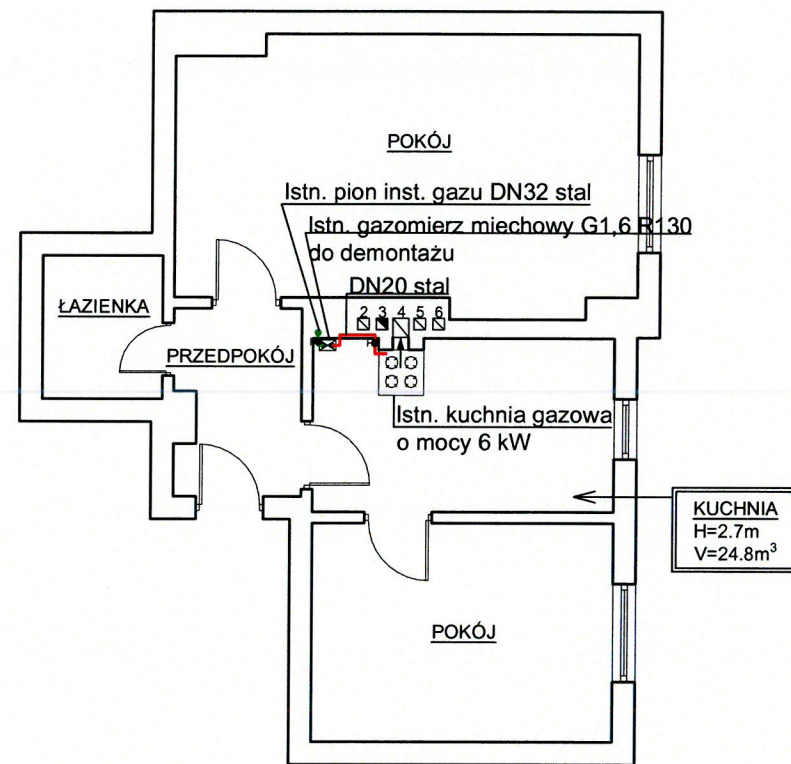 POKÓJ
Istn. pion inst. gazu DN32 stal
Istn. gazomierz miechowy G1,6 R130
do demontażu
DN20 stal
ŁAZIENKA
2 3 4 5 6
PRZEDPOKÓJ
Istn. kuchnia gazowa
o mocy 6 kW
KUCHNIA
H=2.7m
V=24.8m³
POKÓJ